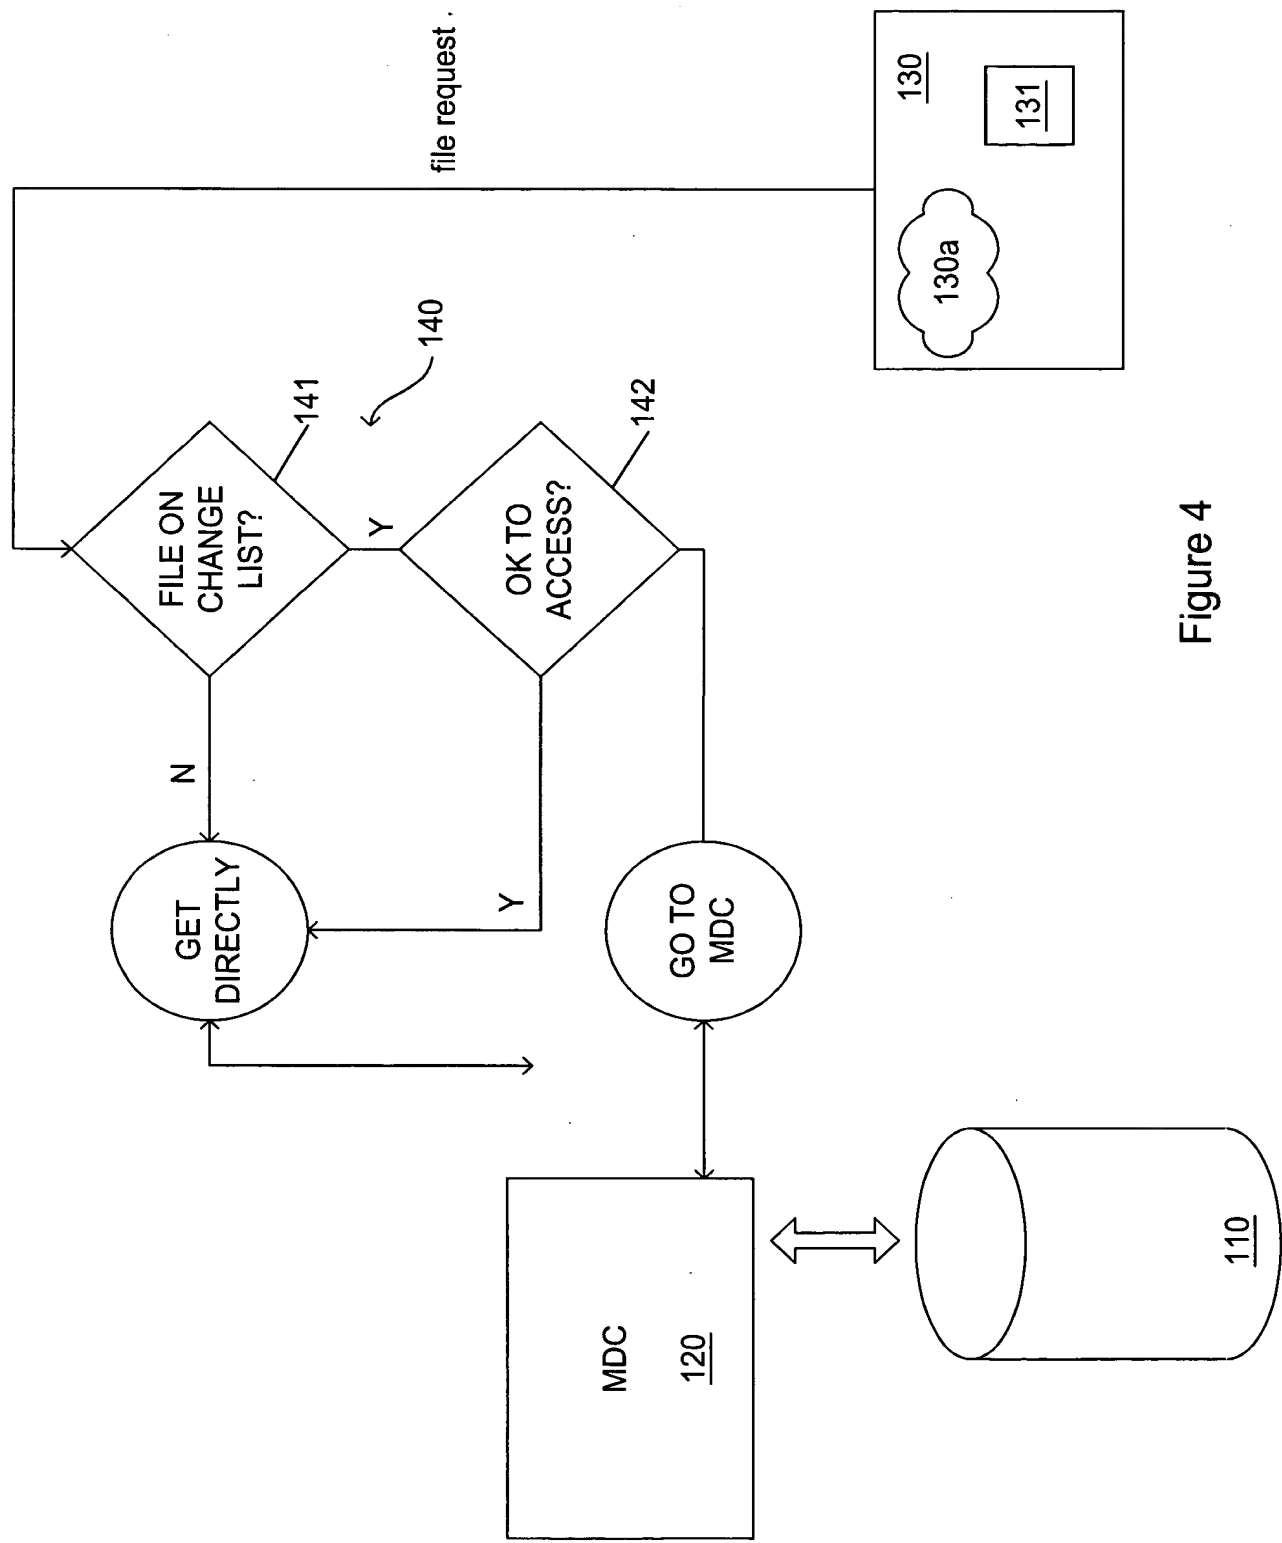 file request
130
131
130a
140
FILE ON
CHANGE
LIST?
141
Y
OK TO
ACCESS?
142
N
GET
DIRECTLY
Y
GO TO
MDC
MDC
120
110
Figure 4